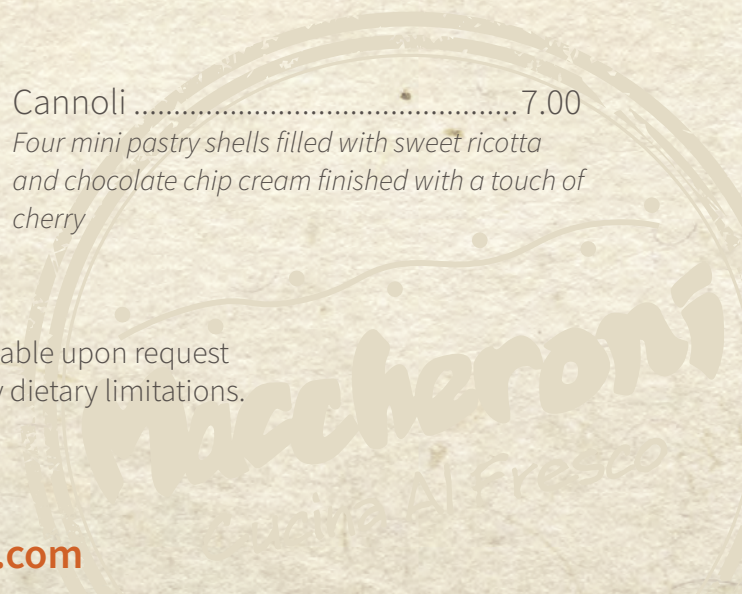 Cannoli ................................................ 7.00
Four mini pastry shells filled with sweet ricotta
and chocolate chip cream finished with a touch of
cherry
able upon request
dietary limitations.
Maccheroni
Al Fresco
.com